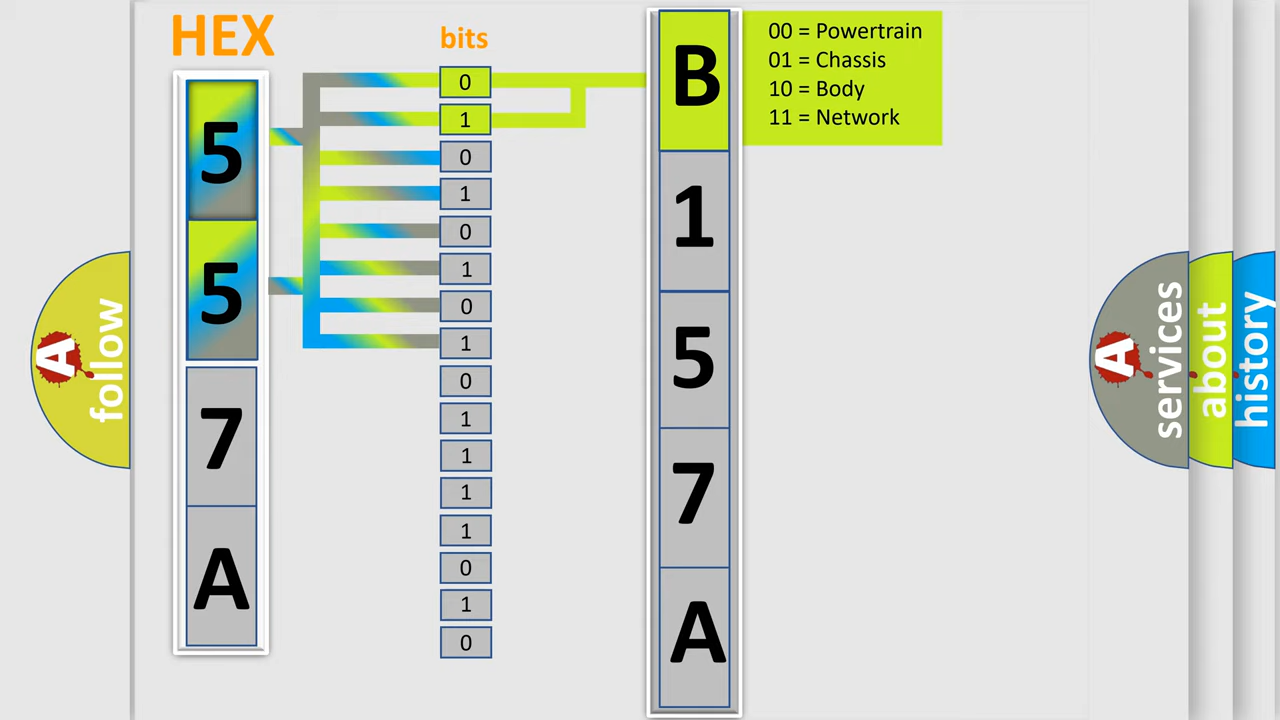 HEX
bits
5
5
7
A
0
1
0
1
0
1
0
1
0
1
1
1
1
0
1
0
B
1
5
7
A
00 = Powertrain
01 = Chassis
10 = Body
11 = Network
A
follow
A
services
about
history